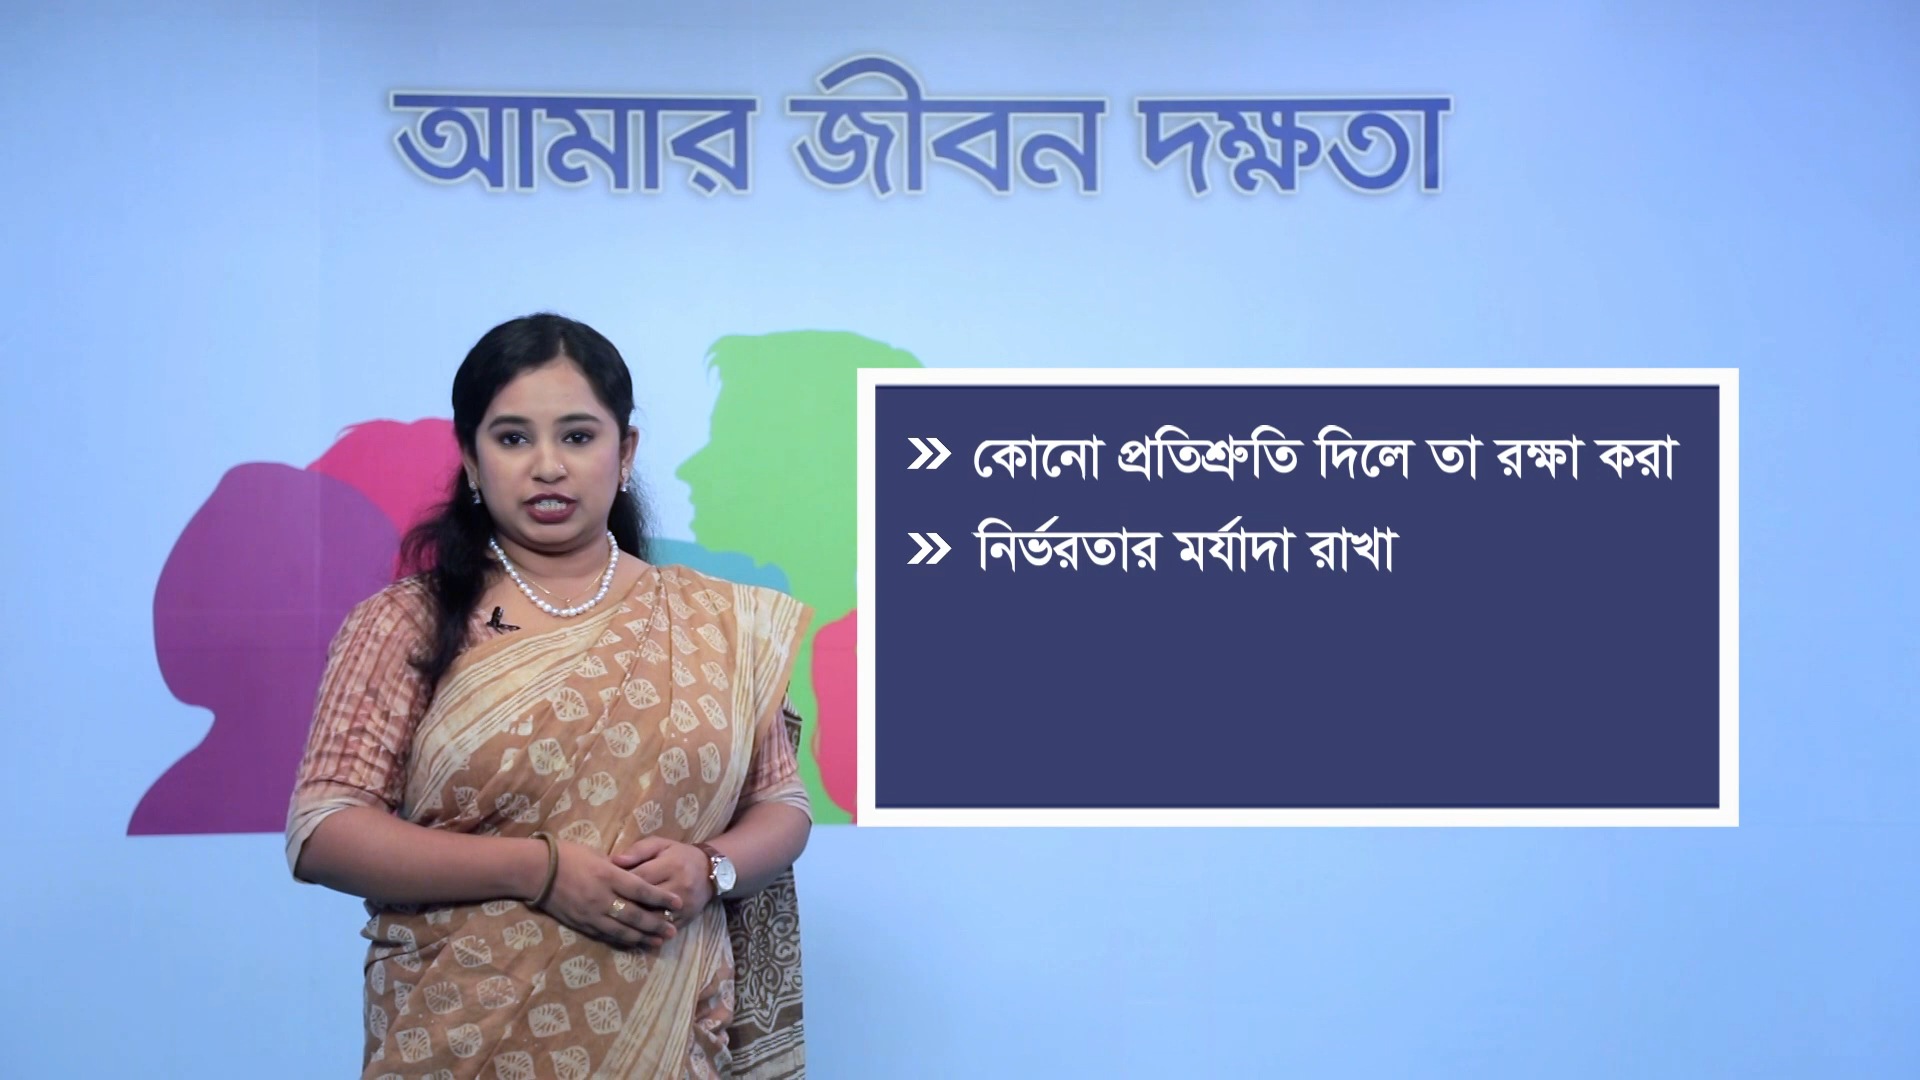 আমার জীবন দক্ষতা
» কোনো প্রতিশ্রুতি দিলে তা রক্ষা করা
» নির্ভরতার মর্যাদা রাখা